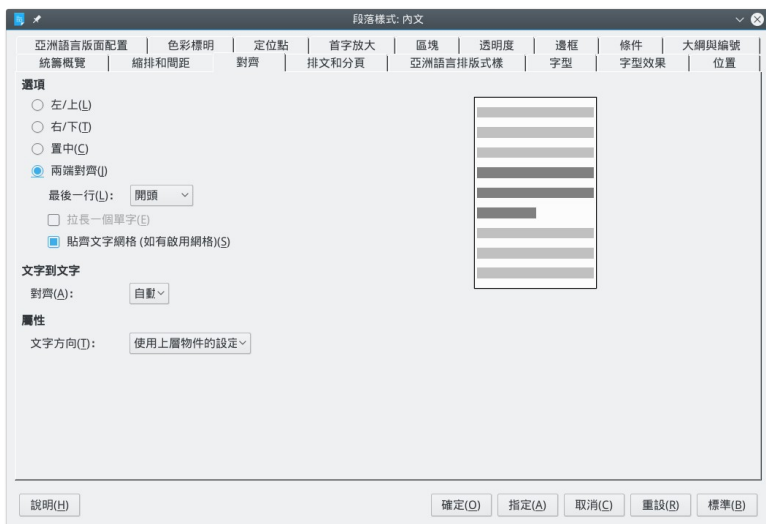 段落樣式: 內文
亞洲語言版面配置 色彩標明 定位點 首字放大 區塊 透明度 邊框 條件 大綱與編號
統籌概覽 縮排和間距 對齊 排文和分頁 亞洲語言排版式樣 字型 字型效果 位置
選項
左/上(L)
右/下(T)
置中(C)
兩端對齊(J)
最後一行(L): 開頭
拉長一個單字(E)
貼齊文字網格 (如有啟用網格)(S)
文字到文字
對齊(A): 自動
屬性
文字方向(T): 使用上層物件的設定
說明(H) 確定(O) 指定(A) 取消(C) 重設(R) 標準(B)